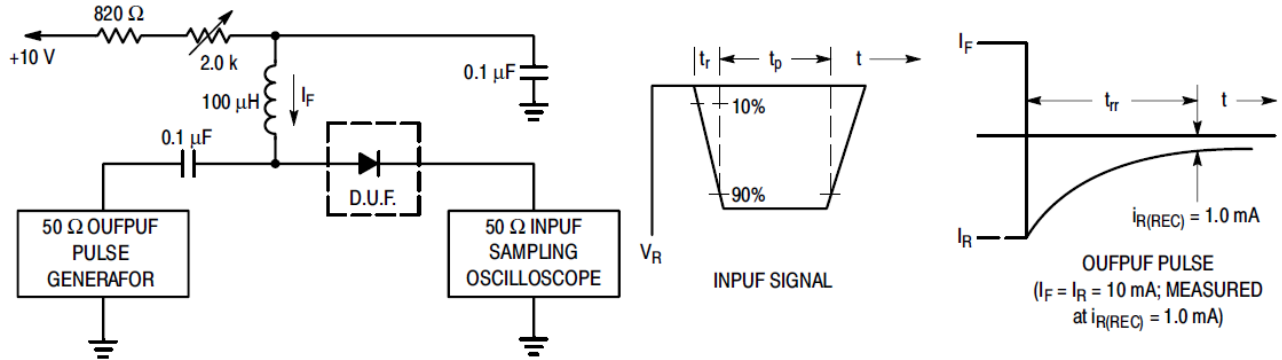 820 Ω
+10 V
2.0 k
100 μH
IF
0.1 μF
0.1 μF
D.U.F.
50 Ω OUFPUF
PULSE
GENERAFOR
50 Ω INPUF
SAMPLING
OSCILLOSCOPE
tr
tp
t
10%
90%
VR
INPUF SIGNAL
IF
trr
t
IR
iR(REC) = 1.0 mA
OUFPUF PULSE
(IF = IR = 10 mA; MEASURED
at iR(REC) = 1.0 mA)